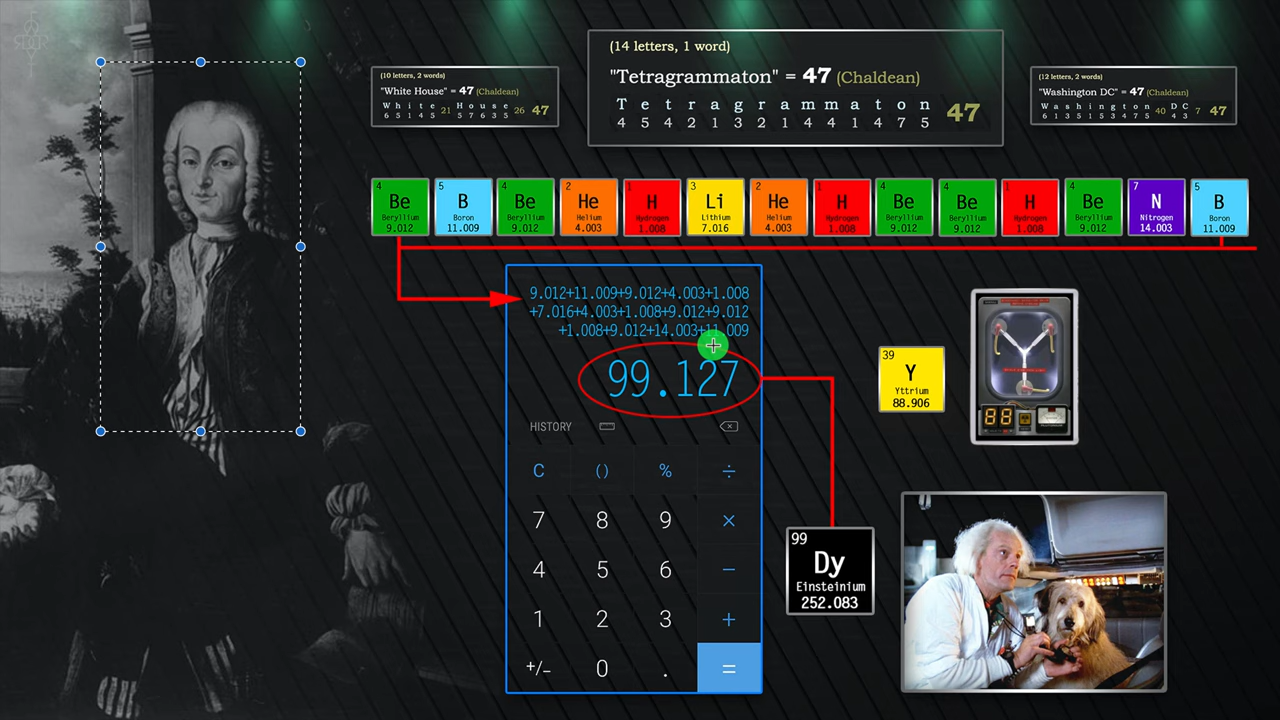 (14 letters, 1 word)
"Tetragrammaton" = 47 (Chaldean)
T e t r a g r a m m a t o n
4 5 4 2 1 3 2 1 4 4 1 4 7 5 47
(10 letters, 2 words)
"White House" = 47 (Chaldean)
W h i t e 21 H o u s e 26 47
6 5 1 4 5 5 7 6 3 5
(12 letters, 2 words)
"Washington DC" = 47 (Chaldean)
W a s h i n g t o n 40 D C 7 47
6 1 3 5 1 5 3 4 7 5 4 3
4 5 4 2 1 3 2 1 4 4 1 4 7 5
Be B Be He H Li He H Be Be H Be N B
Beryllium Boron Beryllium Helium Hydrogen Lithium Helium Hydrogen Beryllium Beryllium Hydrogen Beryllium Nitrogen Boron
9.012 11.009 9.012 4.003 1.008 7.016 4.003 1.008 9.012 9.012 1.008 9.012 14.003 11.009
9.012+11.009+9.012+4.003+1.008
+7.016+4.003+1.008+9.012+9.012
+1.008+9.012+14.003+11.009
99.127
HISTORY
C () % ÷
7 8 9 ×
4 5 6 −
1 2 3 +
+/− 0 . =
39
Y
Yttrium
88.906
88
99
Dy
Einsteinium
252.083